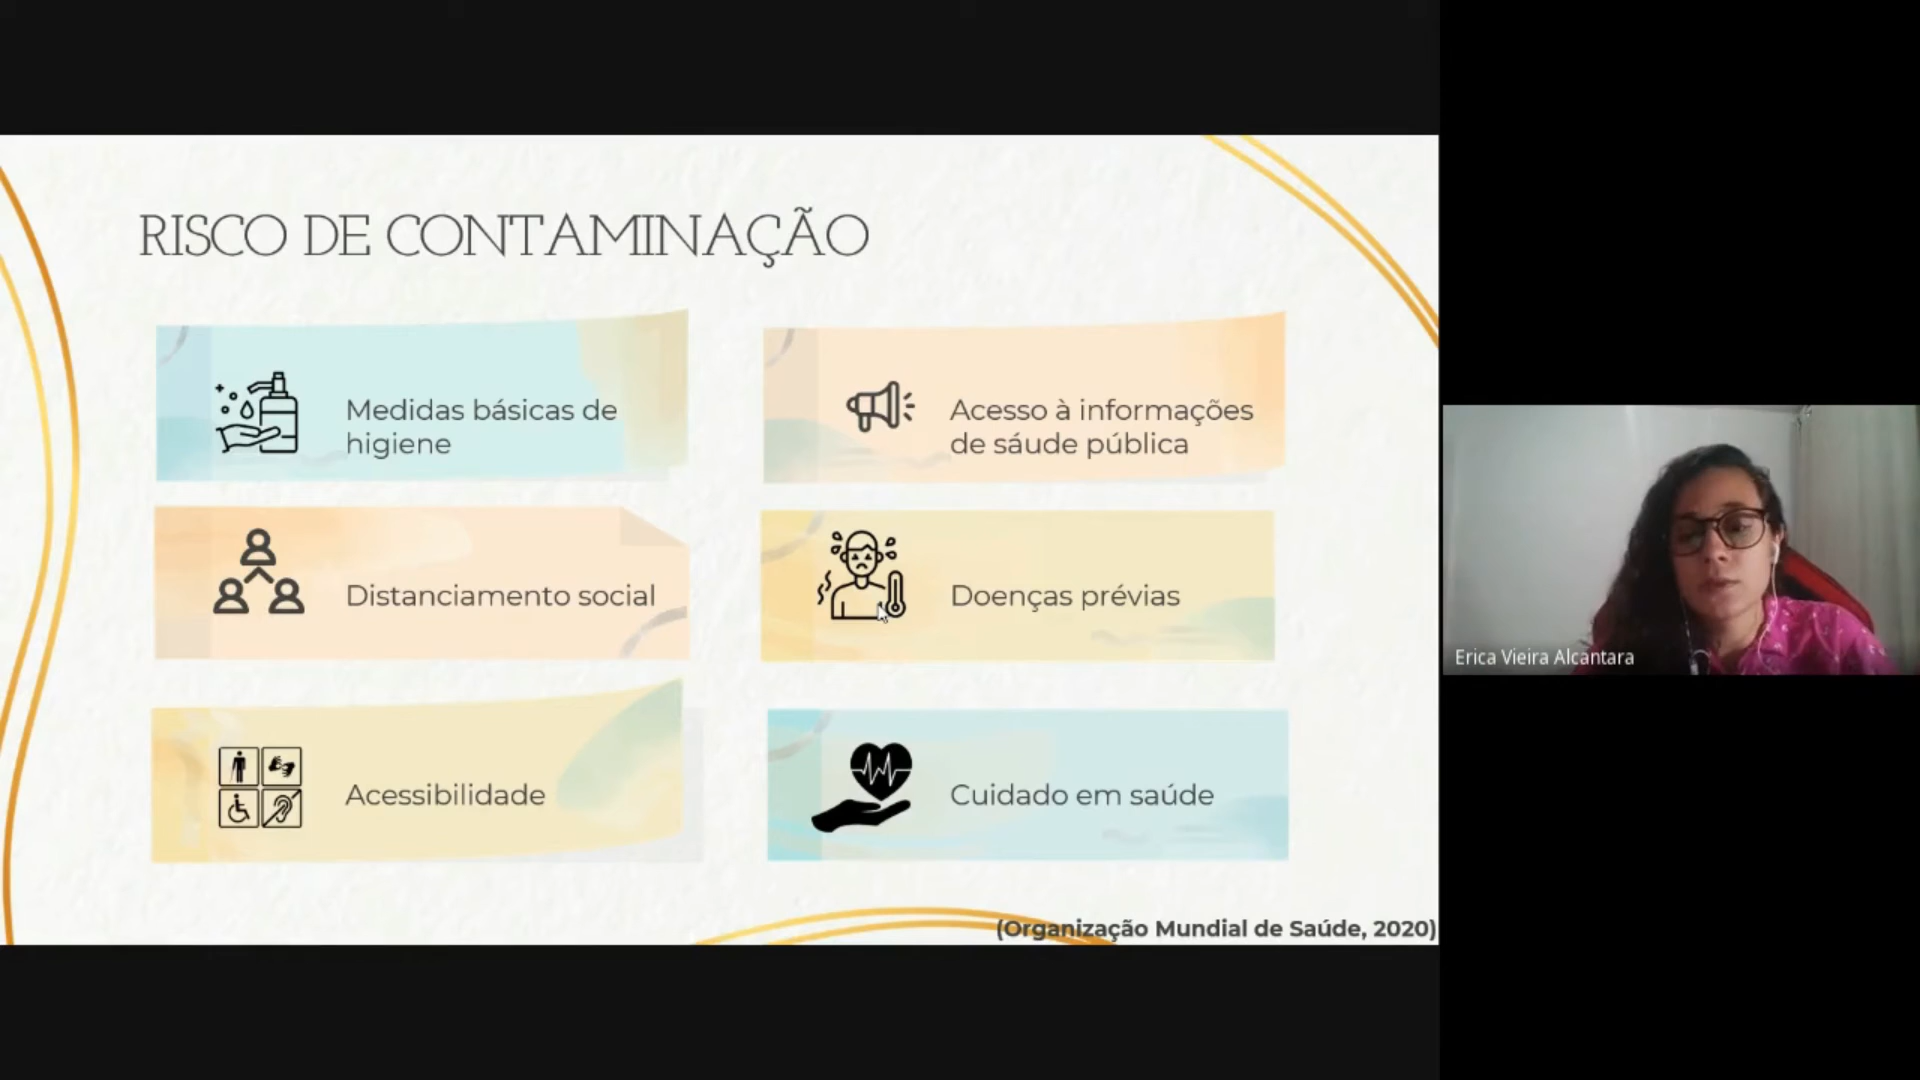 RISCO DE CONTAMINAÇÃO
Medidas básicas de
higiene
Acesso à informações
de sáude pública
Distanciamento social
Doenças prévias
Acessibilidade
Cuidado em saúde
(Organização Mundial de Saúde, 2020)
Erica Vieira Alcantara